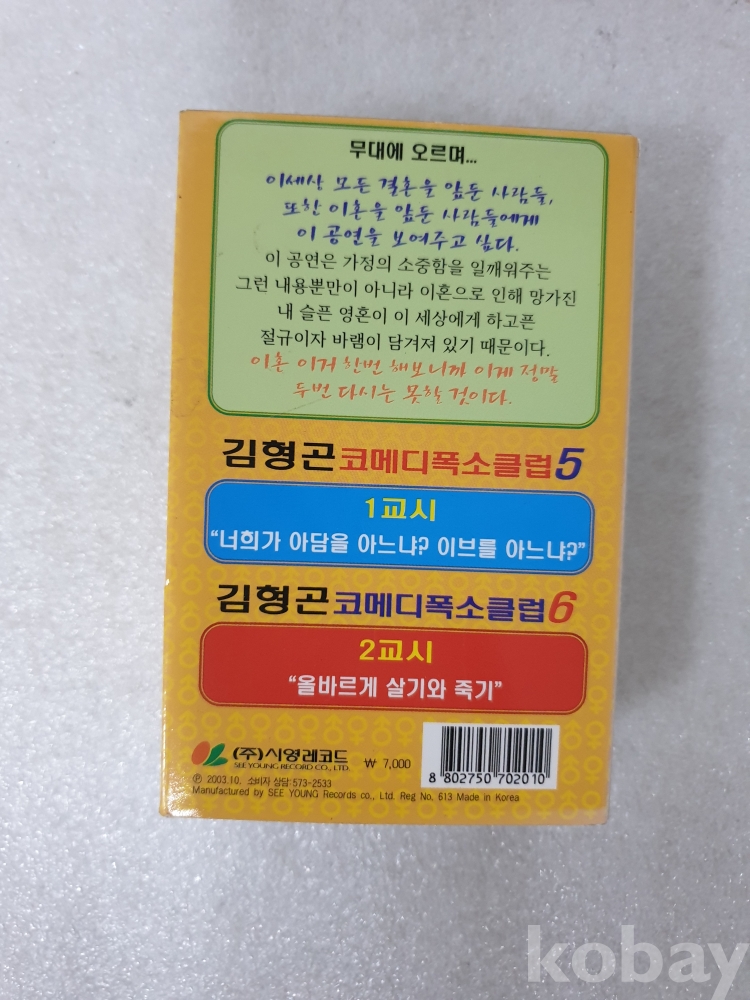 무대에 오르며...
이세상 모든 결혼을 앞둔 사람들,
또한 이혼을 앞둔 사람들에게
이 공연을 보여주고 싶다.
이 공연은 가정의 소중함을 일깨워주는
그런 내용뿐만이 아니라 이혼으로 인해 망가진
내 슬픈 영혼이 이 세상에게 하고픈
절규이자 바램이 담겨져 있기 때문이다.
이혼 이거 한번 해보니까 이게 정말
두번 다시는 못할 것이다.
김형곤 코메디폭소클럽5
1교시
“너희가 아담을 아느냐? 이브를 아느냐?”
김형곤 코메디폭소클럽6
2교시
“올바르게 살기와 죽기”
(주)시영레코드
SEE YOUNG RECORD CO., LTD.
₩ 7,000
8 802750 702010
℗ 2003.10. 소비자 상담 573-2533
Manufactured by SEE YOUNG Records co., Ltd. Reg No. 613 Made in Korea
kobay